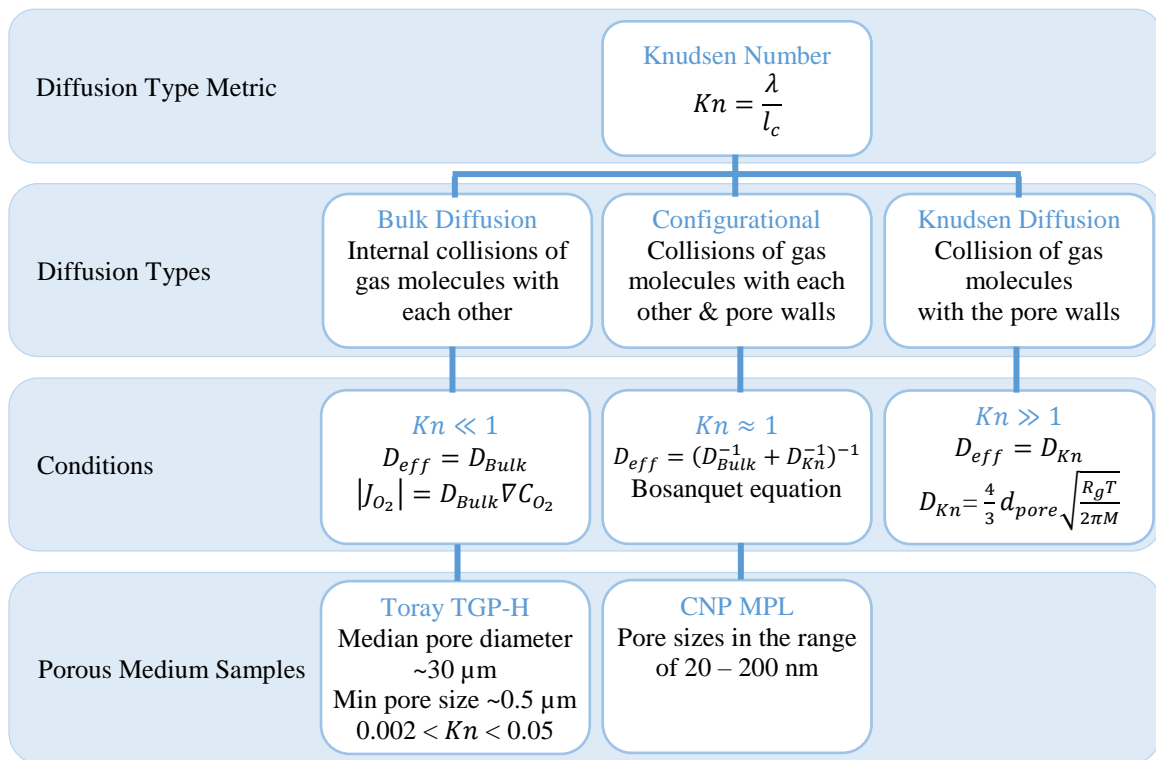 Diffusion Type Metric
Knudsen Number
Kn = λ / l_c
Diffusion Types
Bulk Diffusion
Internal collisions of
gas molecules with
each other
Configurational
Collisions of gas
molecules with each
other & pore walls
Knudsen Diffusion
Collision of gas
molecules
with the pore walls
Conditions
Kn ≪ 1
D_eff = D_Bulk
|J_O₂| = D_Bulk ∇C_O₂
Kn ≈ 1
D_eff = (D_Bulk^-1 + D_Kn^-1)^-1
Bosanquet equation
Kn ≫ 1
D_eff = D_Kn
D_Kn = 4/3 d_pore √(R_g T / 2πM)
Porous Medium Samples
Toray TGP-H
Median pore diameter
~30 µm
Min pore size ~0.5 µm
0.002 < Kn < 0.05
CNP MPL
Pore sizes in the range
of 20 – 200 nm